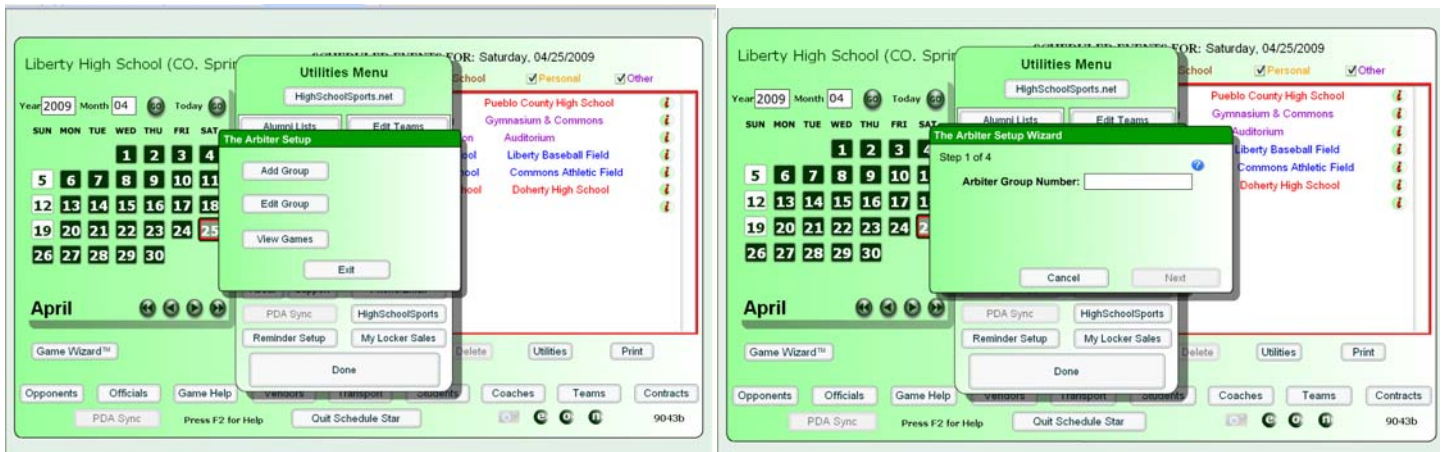 Liberty High School (CO. Sprin
FOR: Saturday, 04/25/2009
Utilities Menu
School Personal Other
HighSchoolSports.net
Year 2009 Month 04 GO Today GO
Pueblo County High School
Gymnasium & Commons
SUN MON TUE WED THU FRI SAT
Alumni Lists Edit Teams
Auditorium
The Arbiter Setup
1 2 3 4
Liberty Baseball Field
Add Group
5 6 7 8 9 10 11
Commons Athletic Field
Doherty High School
12 13 14 15 16 17 18
Edit Group
19 20 21 22 23 24 25
View Games
26 27 28 29 30
Exit
April
PDA Sync HighSchoolSports
Reminder Setup My Locker Sales
Game Wizard™
Delete Utilities Print
Done
Opponents Officials Game Help Vendors Transport Students Coaches Teams Contracts
PDA Sync Press F2 for Help Quit Schedule Star 9043b
Liberty High School (CO. Sprin
FOR: Saturday, 04/25/2009
Utilities Menu
School Personal Other
HighSchoolSports.net
Year 2009 Month 04 GO Today GO
Pueblo County High School
Gymnasium & Commons
SUN MON TUE WED THU FRI SAT
Alumni Lists Edit Teams
Auditorium
The Arbiter Setup Wizard
1 2 3 4
Liberty Baseball Field
Step 1 of 4
Commons Athletic Field
5 6 7 8 9 10 1
Arbiter Group Number:
Doherty High School
12 13 14 15 16 17 1
19 20 21 22 23 24 2
26 27 28 29 30
Cancel Next
April
PDA Sync HighSchoolSports
Reminder Setup My Locker Sales
Game Wizard™
Delete Utilities Print
Done
Opponents Officials Game Help Vendors Transport Students Coaches Teams Contracts
PDA Sync Press F2 for Help Quit Schedule Star 9043b